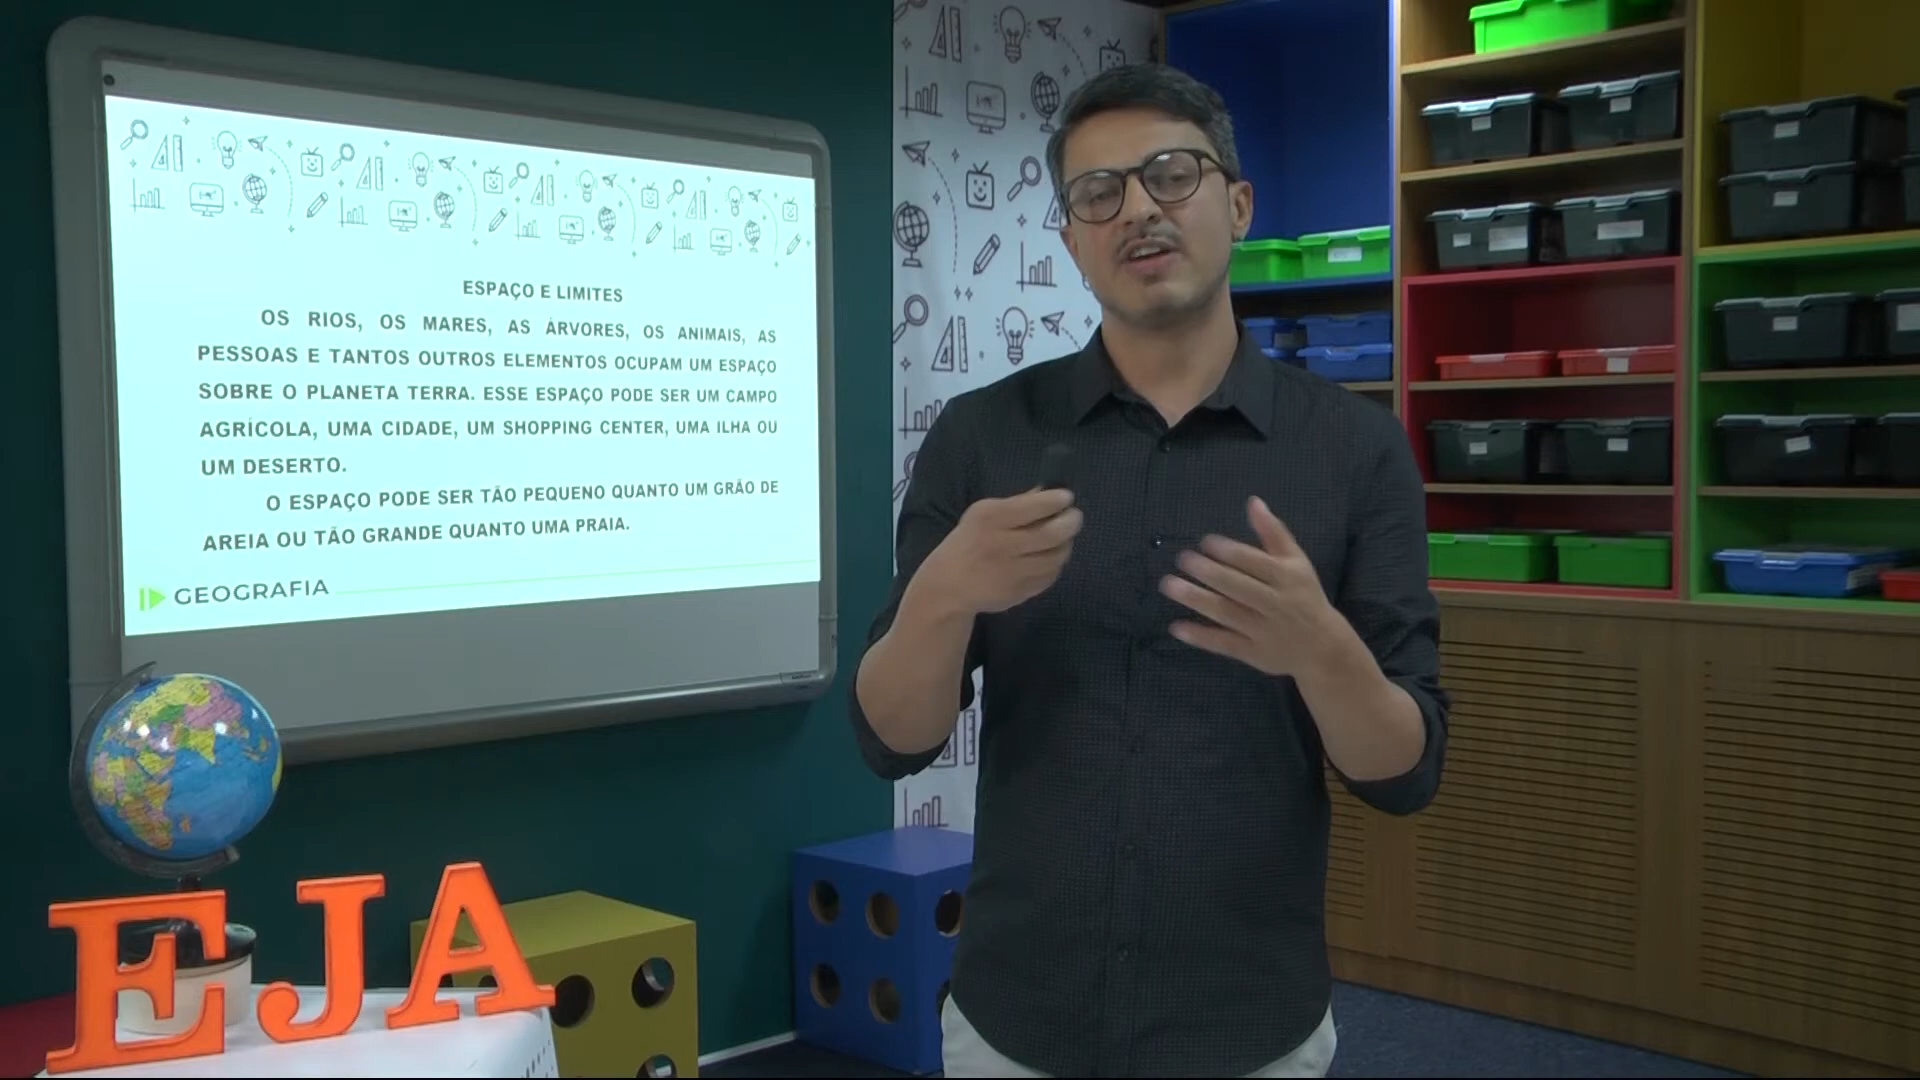 ESPAÇO E LIMITES
OS RIOS, OS MARES, AS ÁRVORES, OS ANIMAIS, AS
PESSOAS E TANTOS OUTROS ELEMENTOS OCUPAM UM ESPAÇO
SOBRE O PLANETA TERRA. ESSE ESPAÇO PODE SER UM CAMPO
AGRÍCOLA, UMA CIDADE, UM SHOPPING CENTER, UMA ILHA OU
UM DESERTO.
O ESPAÇO PODE SER TÃO PEQUENO QUANTO UM GRÃO DE
AREIA OU TÃO GRANDE QUANTO UMA PRAIA.
GEOGRAFIA
EJA